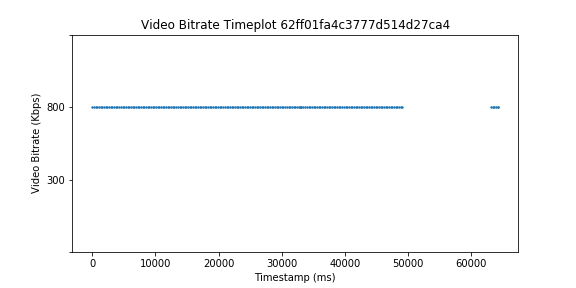 Video Bitrate Timeplot 62ff01fa4c3777d514d27ca4
Video Bitrate (Kbps)
800
300
0 10000 20000 30000 40000 50000 60000
Timestamp (ms)